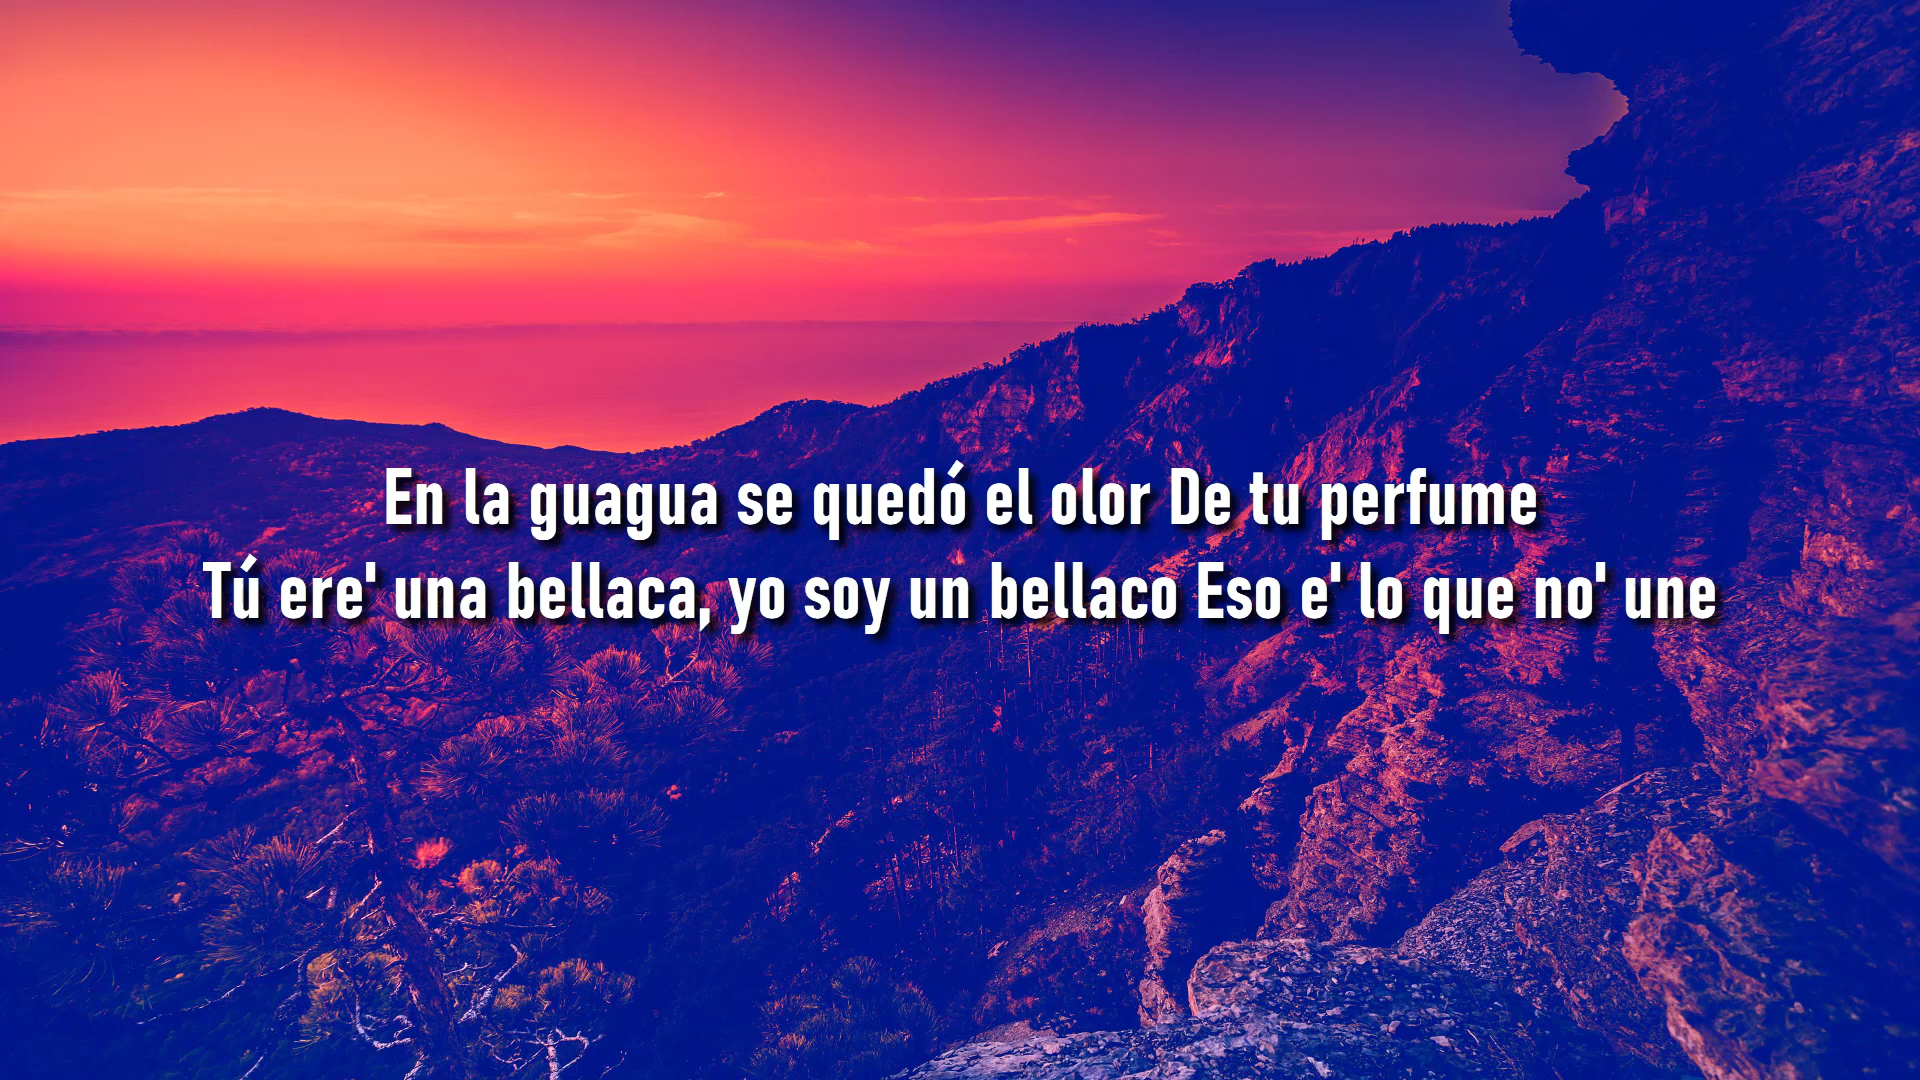 En la guagua se quedó el olor De tu perfume
Tú ere' una bellaca, yo soy un bellaco Eso e' lo que no' une